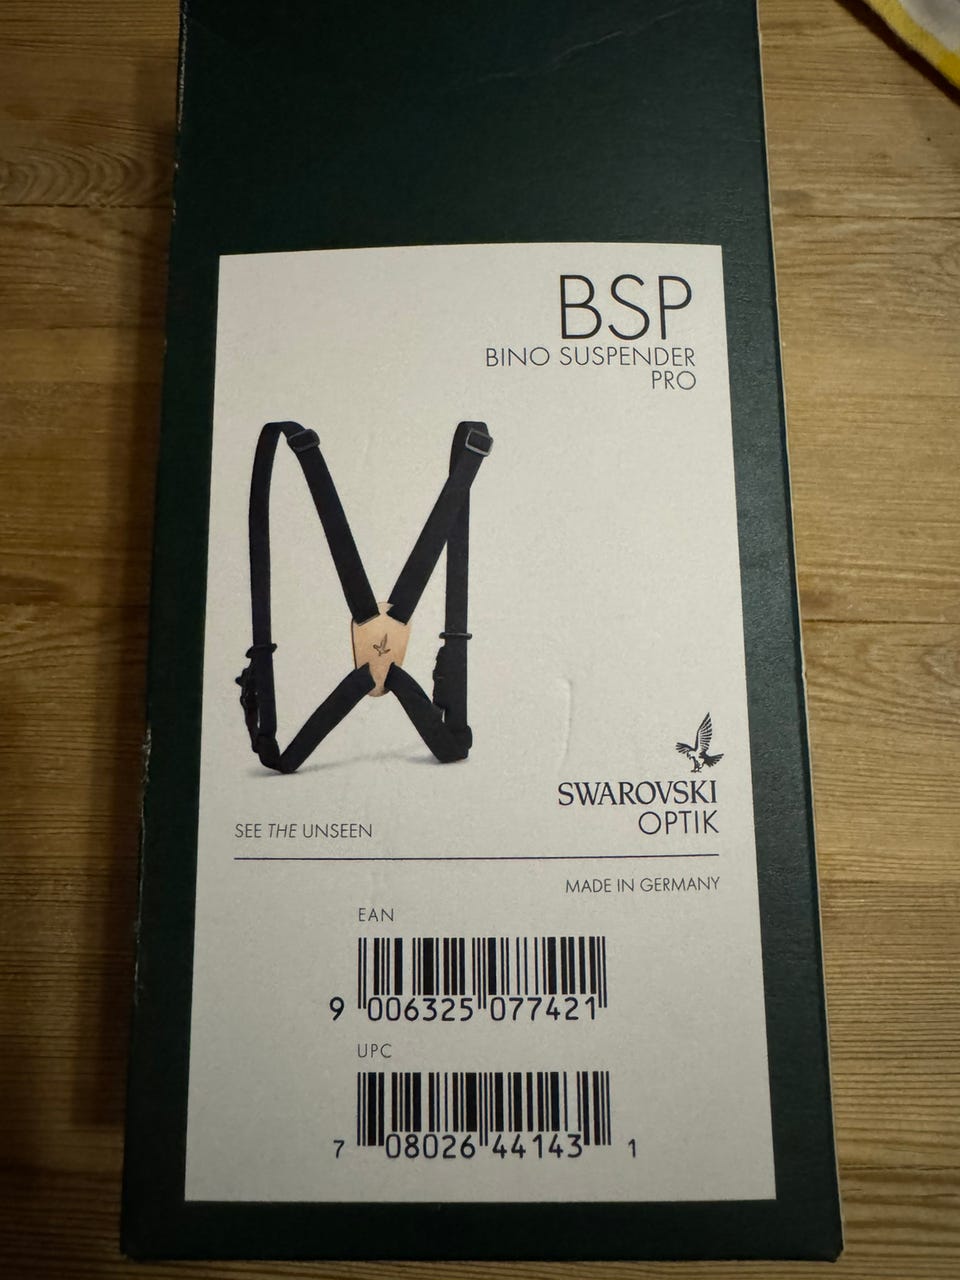 BSP
BINO SUSPENDER
PRO
SWAROVSKI
OPTIK
SEE THE UNSEEN
MADE IN GERMANY
EAN
9 006325 077421
UPC
7 08026 44143 1